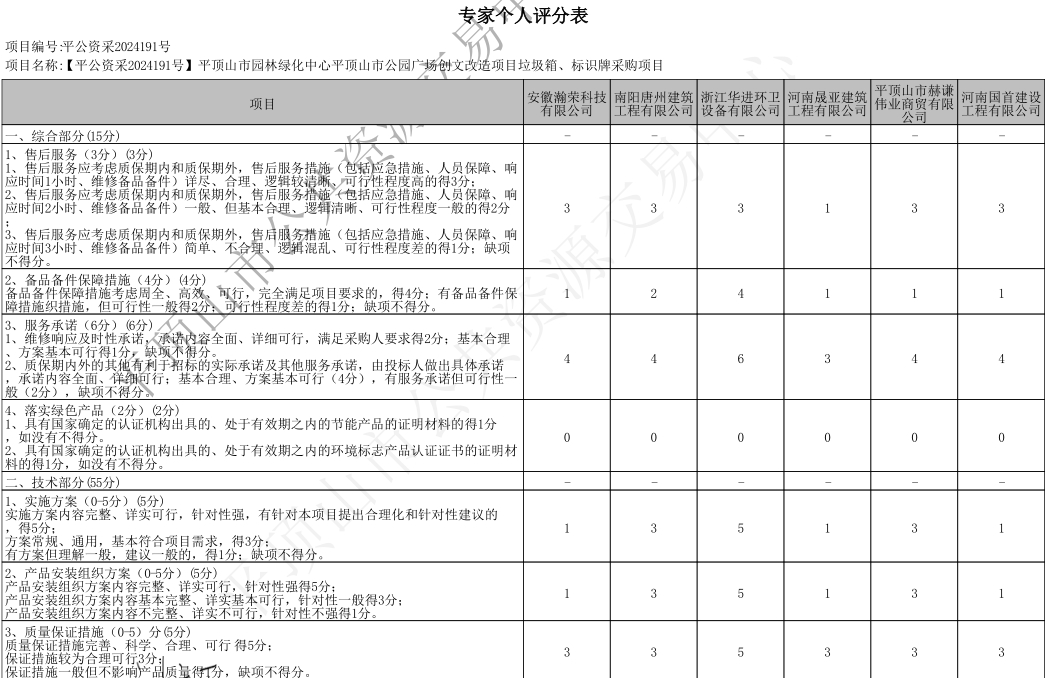 专家个人评分表
项目编号:平公资采2024191号
项目名称:【平公资采2024191号】平顶山市园林绿化中心平顶山市公园广场创文改造项目垃圾箱、标识牌采购项目
项目 安徽瀚荣科技有限公司 南阳唐州建筑工程有限公司 浙江华进环卫设备有限公司 河南晟亚建筑工程有限公司 平顶山市赫谦伟业商贸有限公司 河南国首建设工程有限公司
一、综合部分(15分) – – – – – –
1、售后服务（3分）(3分)
1、售后服务应考虑质保期内和质保期外，售后服务措施（包括应急措施、人员保障、响
应时间1小时、维修备品备件）详尽、合理、逻辑较清晰、可行性程度高的得3分；
2、售后服务应考虑质保期内和质保期外，售后服务措施（包括应急措施、人员保障、响
应时间2小时、维修备品备件）一般、但基本合理、逻辑清晰、可行性程度一般的得2分
；
3、售后服务应考虑质保期内和质保期外，售后服务措施（包括应急措施、人员保障、响
应时间3小时、维修备品备件）简单、不合理、逻辑混乱、可行性程度差的得1分；缺项
不得分。
3 3 3 1 3 3
2、备品备件保障措施（4分）(4分)
备品备件保障措施考虑周全、高效、可行，完全满足项目要求的，得4分；有备品备件保
障措施织措施，但可行性一般得2分；可行性程度差的得1分；缺项不得分。
1 2 4 1 1 1
3、服务承诺（6分）(6分)
1、维修响应及时性承诺，承诺内容全面、详细可行，满足采购人要求得2分；基本合理
、方案基本可行得1分，缺项不得分。
2、质保期内外的其他有利于招标的实际承诺及其他服务承诺，由投标人做出具体承诺
，承诺内容全面、详细可行；基本合理、方案基本可行（4分），有服务承诺但可行性一
般（2分），缺项不得分。
4 4 6 3 4 4
4、落实绿色产品（2分）(2分)
1、具有国家确定的认证机构出具的、处于有效期之内的节能产品的证明材料的得1分
，如没有不得分。
2、具有国家确定的认证机构出具的、处于有效期之内的环境标志产品认证证书的证明材
料的得1分，如没有不得分。
0 0 0 0 0 0
二、技术部分(55分) – – – – – –
1、实施方案（0-5分）(5分)
实施方案内容完整、详实可行，针对性强，有针对本项目提出合理化和针对性建议的
，得5分；
方案常规、通用，基本符合项目需求，得3分；
有方案但理解一般，建议一般的，得1分；缺项不得分。
1 3 5 1 3 1
2、产品安装组织方案（0-5分）(5分)
产品安装组织方案内容完整、详实可行，针对性强得5分；
产品安装组织方案内容基本完整、详实基本可行，针对性一般得3分；
产品安装组织方案内容不完整、详实不可行，针对性不强得1分。
1 3 5 1 3 1
3、质量保证措施（0-5）分(5分)
质量保证措施完善、科学、合理、可行 得5分；
保证措施较为合理可行3分；
保证措施一般但不影响产品质量得1分，缺项不得分。
3 3 5 3 3 3
平顶山市公共资源交易中心
平顶山市公共资源交易中心